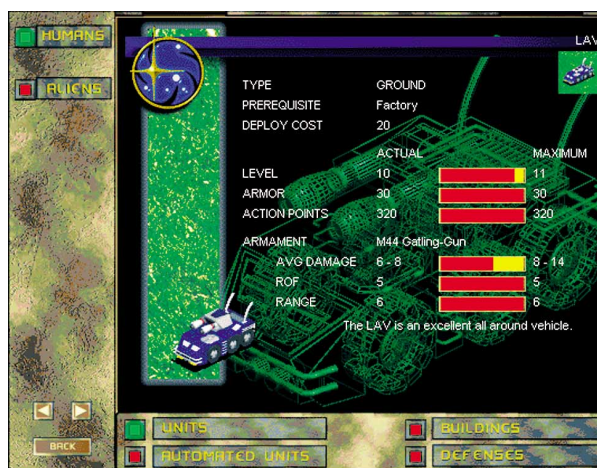 HUMANS
ALIENS
LAV
TYPE GROUND
PREREQUISITE Factory
DEPLOY COST 20
ACTUAL MAXIMUM
LEVEL 10 11
ARMOR 30 30
ACTION POINTS 320 320
ARMAMENT M44 Gatling-Gun
AVG DAMAGE 6 - 8 8 - 14
ROF 5 5
RANGE 6 6
The LAV is an excellent all around vehicle.
UNITS BUILDINGS
BACK
AUTOMATED UNITS DEFENSES